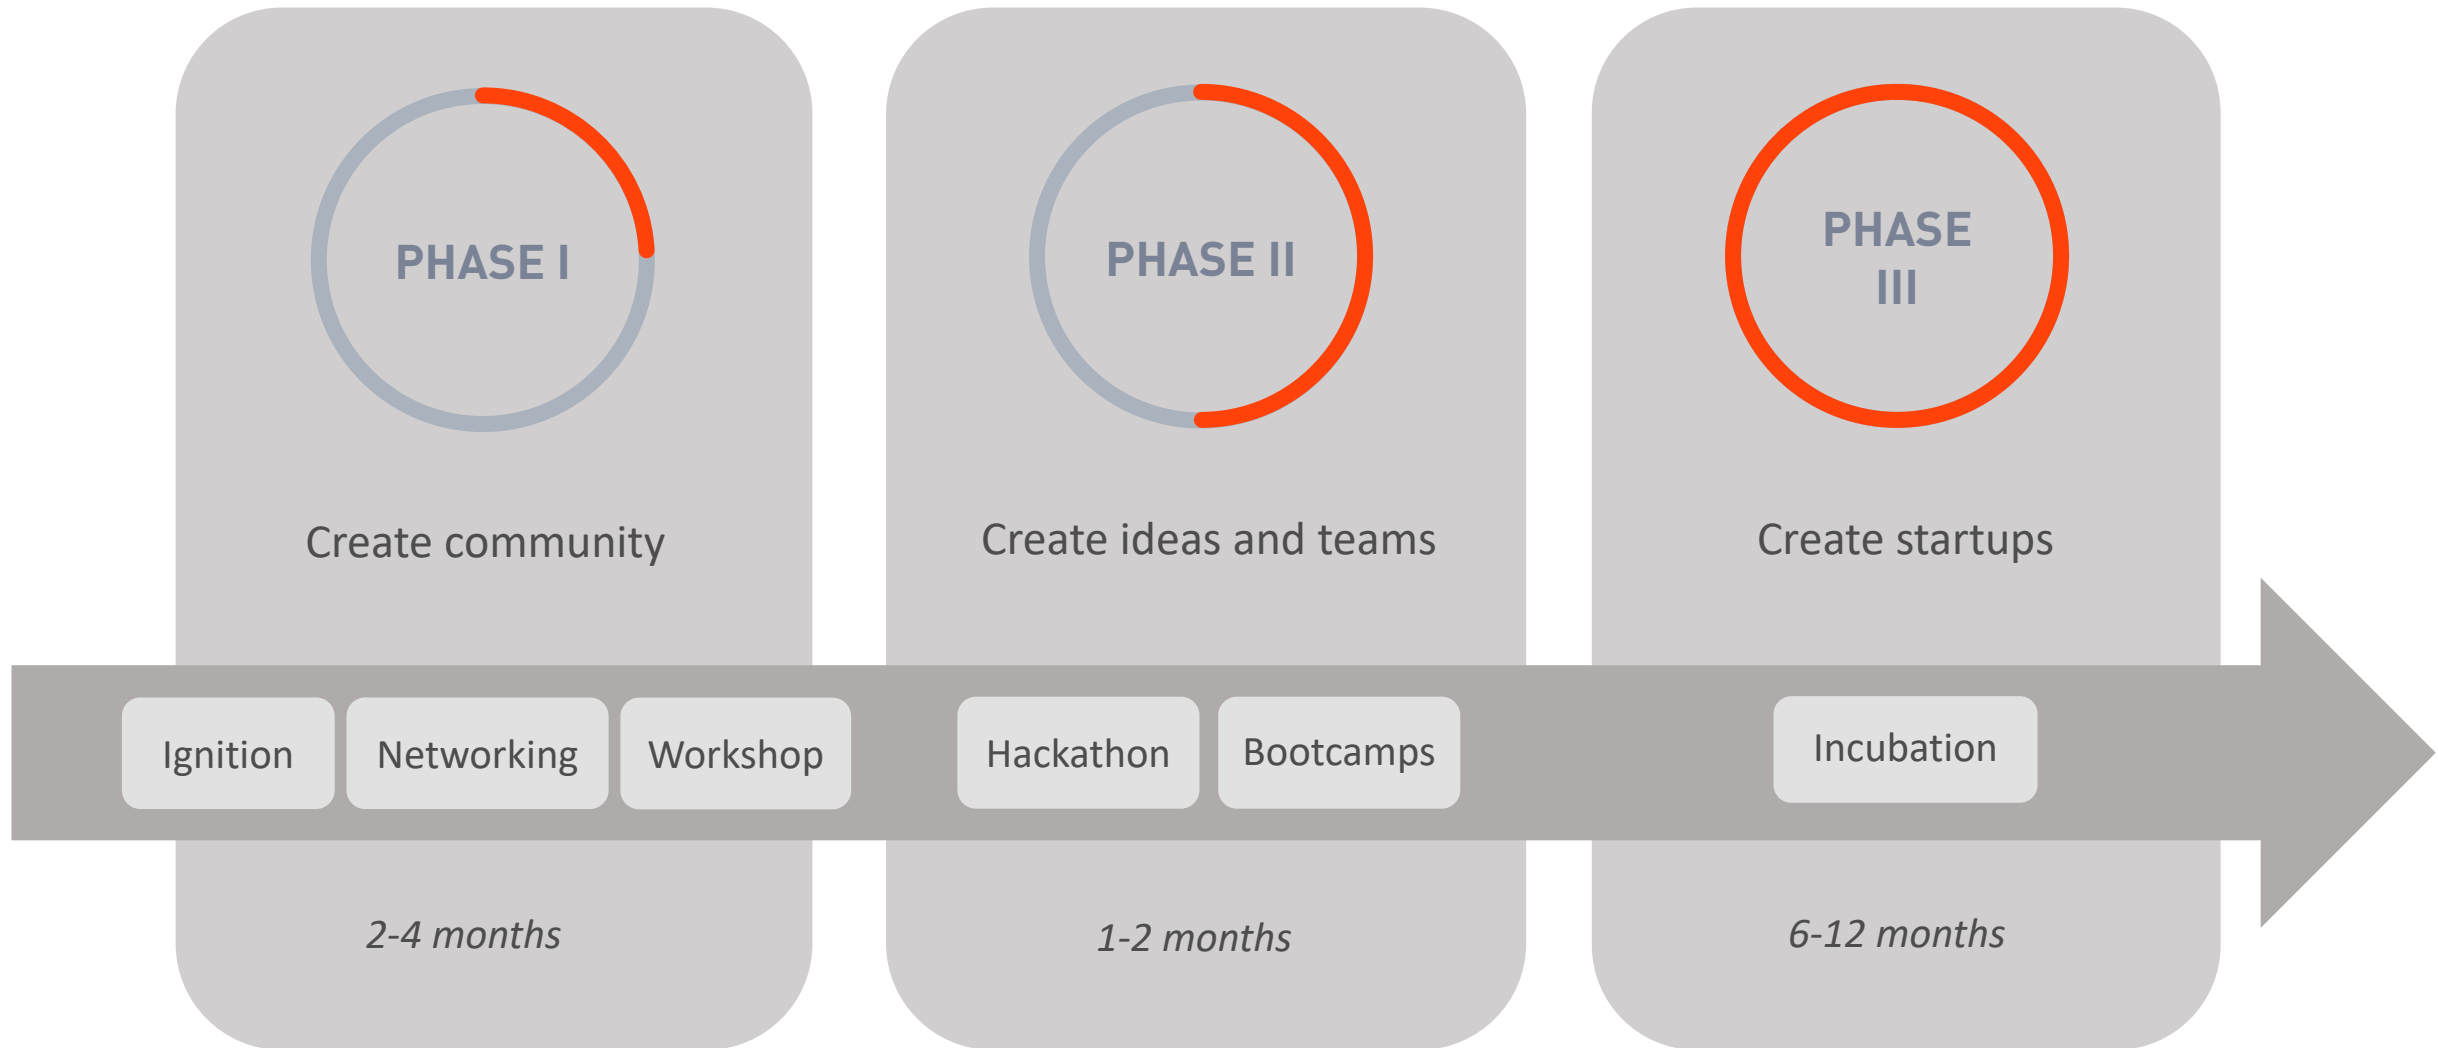 PHASE I
Create community
PHASE II
Create ideas and teams
PHASE
III
Create startups
Ignition
Networking
Workshop
Hackathon
Bootcamps
Incubation
2-4 months
1-2 months
6-12 months